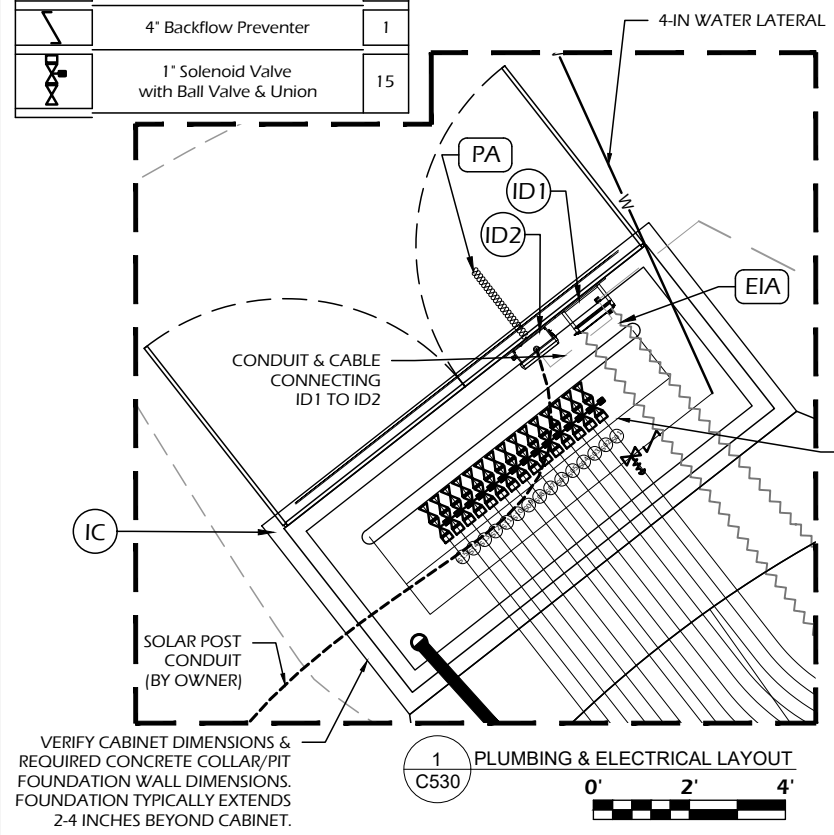 4" Backflow Preventer 1
1" Solenoid Valve
with Ball Valve & Union
15
4-IN WATER LATERAL
PA
ID1
ID2
W
EIA
CONDUIT & CABLE
CONNECTING
ID1 TO ID2
IC
SOLAR POST
CONDUIT
(BY OWNER)
VERIFY CABINET DIMENSIONS &
REQUIRED CONCRETE COLLAR/PIT
FOUNDATION WALL DIMENSIONS.
FOUNDATION TYPICALLY EXTENDS
2-4 INCHES BEYOND CABINET.
1
C530
PLUMBING & ELECTRICAL LAYOUT
0' 2' 4'